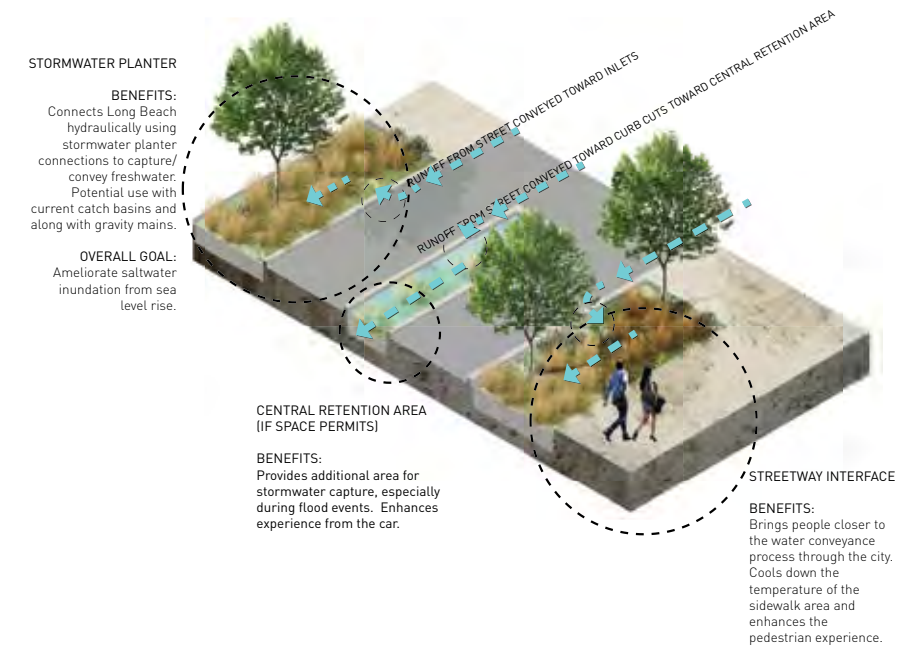 STORMWATER PLANTER
BENEFITS:
Connects Long Beach
hydraulically using
stormwater planter
connections to capture/
convey freshwater.
Potential use with
current catch basins and
along with gravity mains.
OVERALL GOAL:
Ameliorate saltwater
inundation from sea
level rise.
RUNOFF FROM STREET CONVEYED TOWARD INLETS
RUNOFF FROM STREET CONVEYED TOWARD CURB CUTS TOWARD CENTRAL RETENTION AREA
CENTRAL RETENTION AREA
(IF SPACE PERMITS)
BENEFITS:
Provides additional area for
stormwater capture, especially
during flood events.  Enhances
experience from the car.
STREETWAY INTERFACE
BENEFITS:
Brings people closer to
the water conveyance
process through the city.
Cools down the
temperature of the
sidewalk area and
enhances the
pedestrian experience.